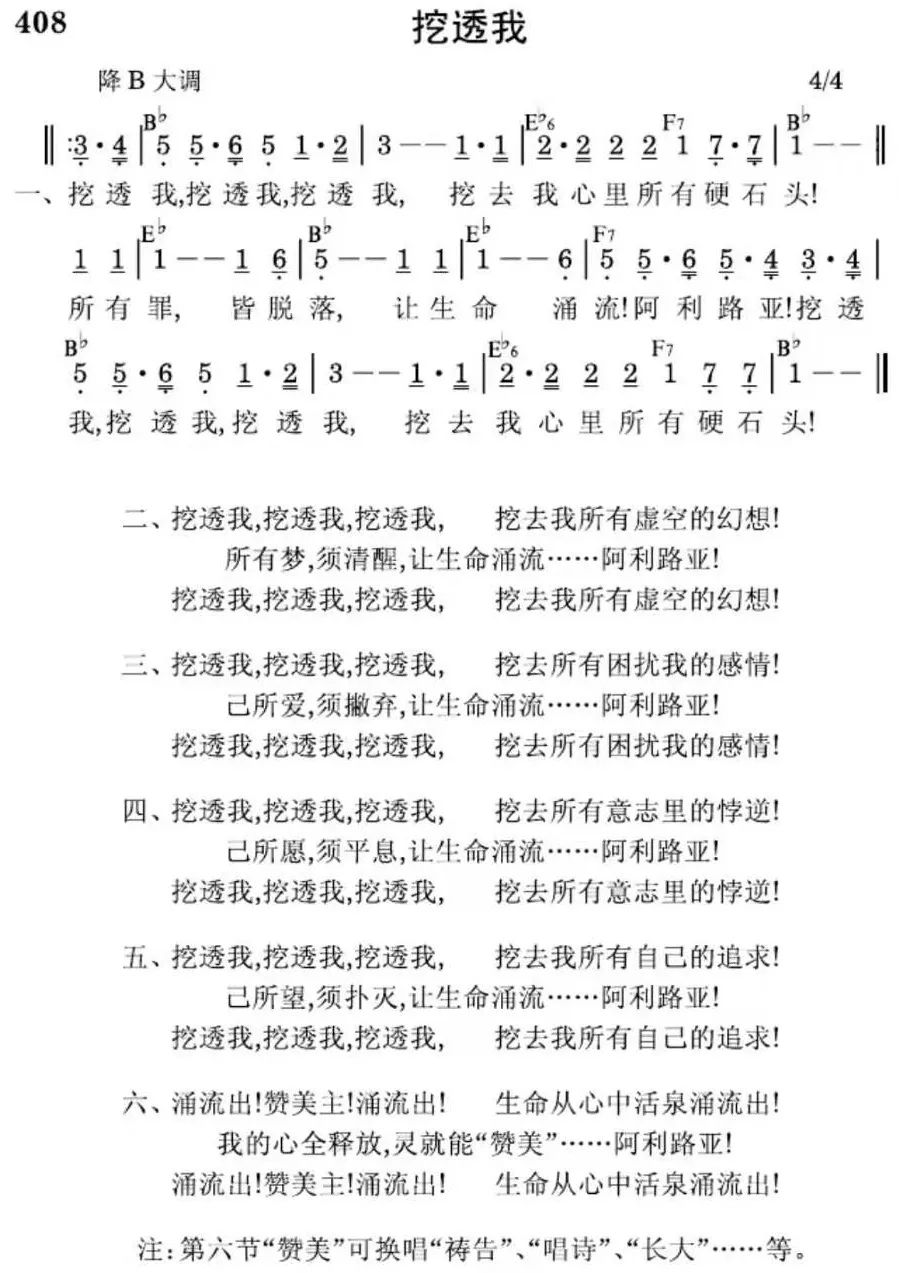 408
挖透我
降 B 大调 4/4
B♭ E♭6 F7 B♭
‖:3·4|5 5·6 5 1·2|3--1·1|2·2 2 2 1 7·7|1--‖
一、挖透我,挖透我,挖透我, 挖去我心里所有硬石头!
E♭ B♭ E♭ F7
1 1|1--1 6|5--1 1|1--6|5 5·6 5·4 3·4|
所有罪, 皆脱落, 让生命 涌流!阿利路亚!挖透
B♭ E♭6 F7 B♭
5 5·6 5 1·2|3--1·1|2·2 2 2 1 7·7|1--‖
我,挖透我,挖透我, 挖去我心里所有硬石头!
二、挖透我,挖透我,挖透我, 挖去我所有虚空的幻想!
所有梦,须清醒,让生命涌流……阿利路亚!
挖透我,挖透我,挖透我, 挖去我所有虚空的幻想!
三、挖透我,挖透我,挖透我, 挖去所有困扰我的感情!
己所爱,须撇弃,让生命涌流……阿利路亚!
挖透我,挖透我,挖透我, 挖去所有困扰我的感情!
四、挖透我,挖透我,挖透我, 挖去所有意志里的悖逆!
己所愿,须平息,让生命涌流……阿利路亚!
挖透我,挖透我,挖透我, 挖去所有意志里的悖逆!
五、挖透我,挖透我,挖透我, 挖去我所有自己的追求!
己所望,须扑灭,让生命涌流……阿利路亚!
挖透我,挖透我,挖透我, 挖去我所有自己的追求!
六、涌流出!赞美主!涌流出! 生命从心中活泉涌流出!
我的心全释放,灵就能“赞美”……阿利路亚!
涌流出!赞美主!涌流出! 生命从心中活泉涌流出!
注:第六节“赞美”可换唱“祷告”、“唱诗”、“长大”……等。